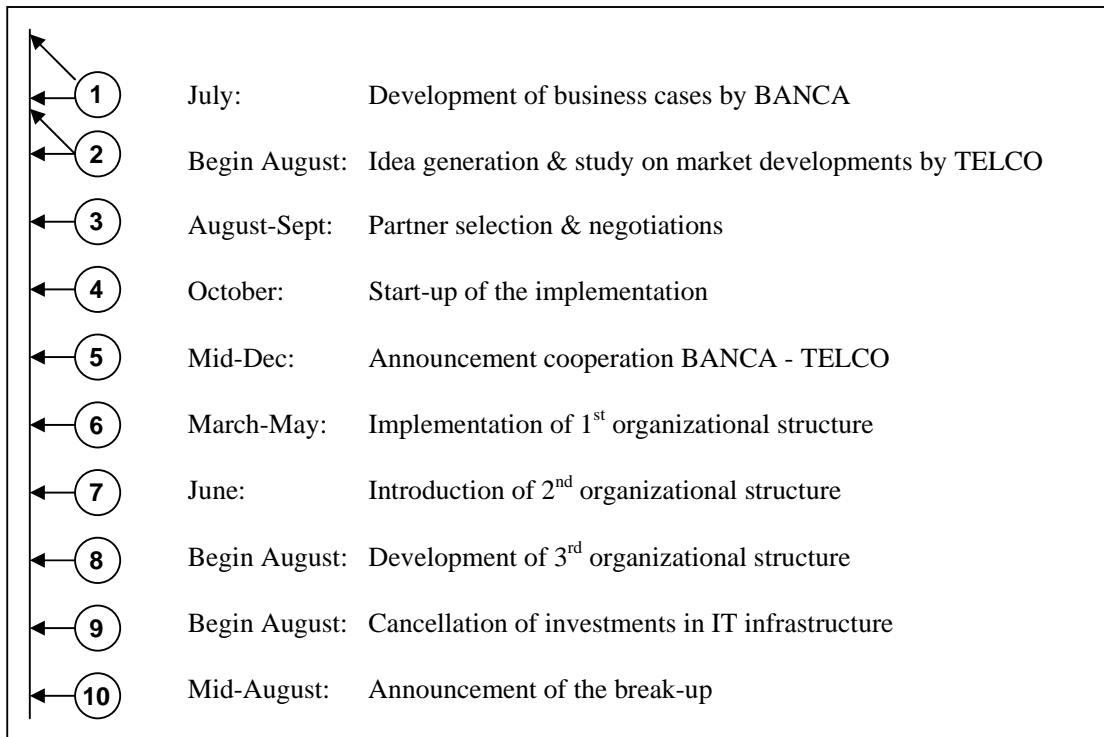 1 July: Development of business cases by BANCA
2 Begin August: Idea generation & study on market developments by TELCO
3 August-Sept: Partner selection & negotiations
4 October: Start-up of the implementation
5 Mid-Dec: Announcement cooperation BANCA - TELCO
6 March-May: Implementation of 1st organizational structure
7 June: Introduction of 2nd organizational structure
8 Begin August: Development of 3rd organizational structure
9 Begin August: Cancellation of investments in IT infrastructure
10 Mid-August: Announcement of the break-up